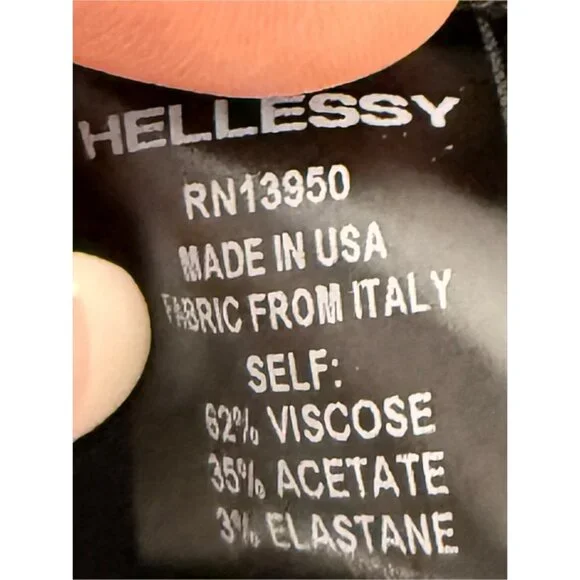 HELLESSY
RN13950
MADE IN USA
FABRIC FROM ITALY
SELF:
62% VISCOSE
35% ACETATE
3% ELASTANE